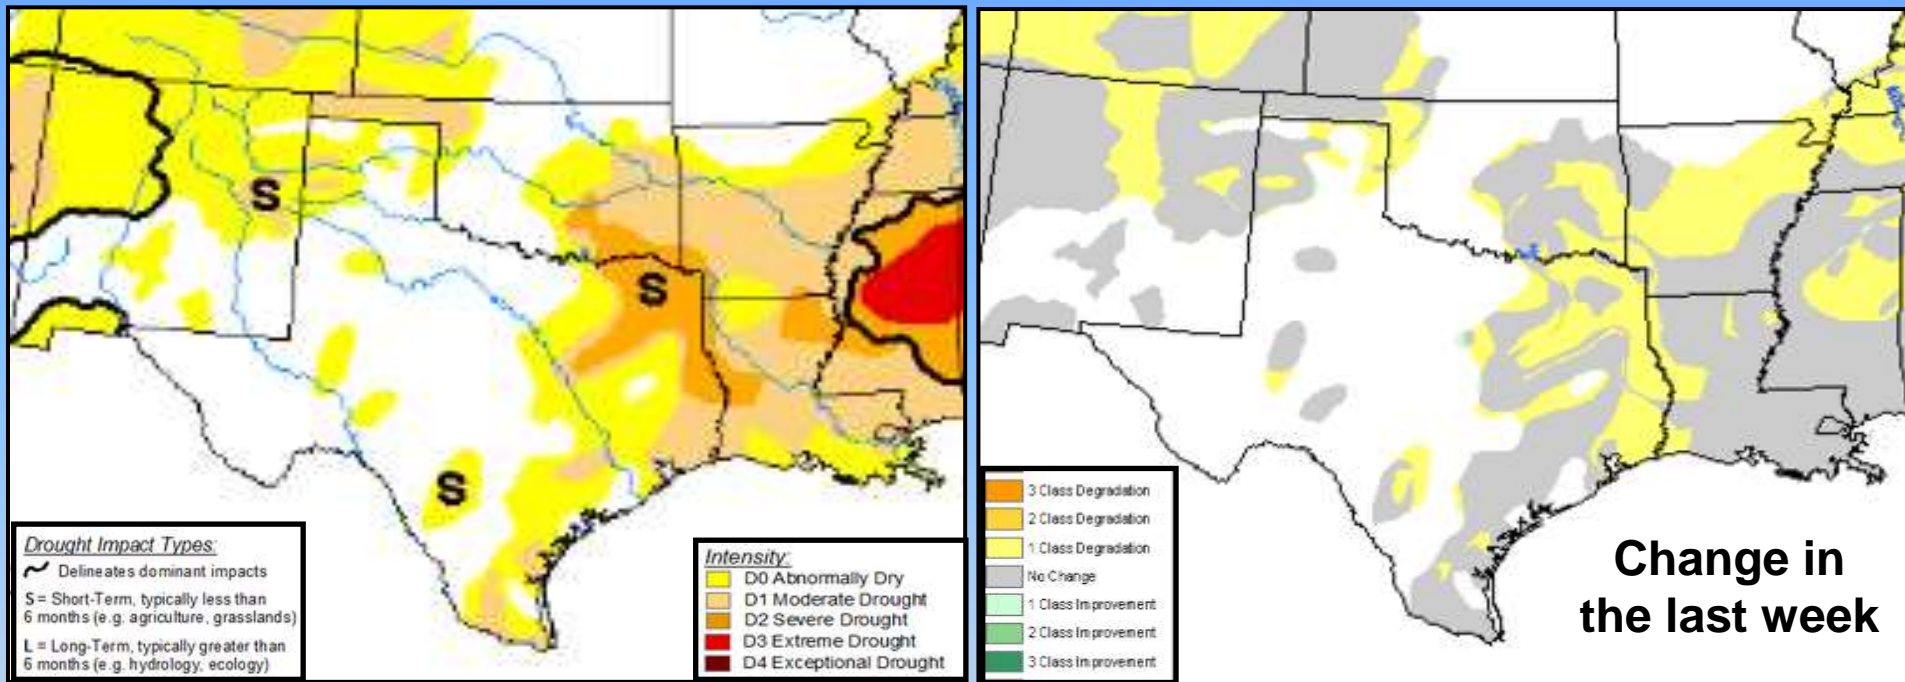 S
S
S
Drought Impact Types:
Delineates dominant impacts
S = Short-Term, typically less than
6 months (e.g. agriculture, grasslands)
L = Long-Term, typically greater than
6 months (e.g. hydrology, ecology)
Intensity:
D0 Abnormally Dry
D1 Moderate Drought
D2 Severe Drought
D3 Extreme Drought
D4 Exceptional Drought
3 Class Degradation
2 Class Degradation
1 Class Degradation
No Change
1 Class Improvement
2 Class Improvement
3 Class Improvement
Change in
the last week